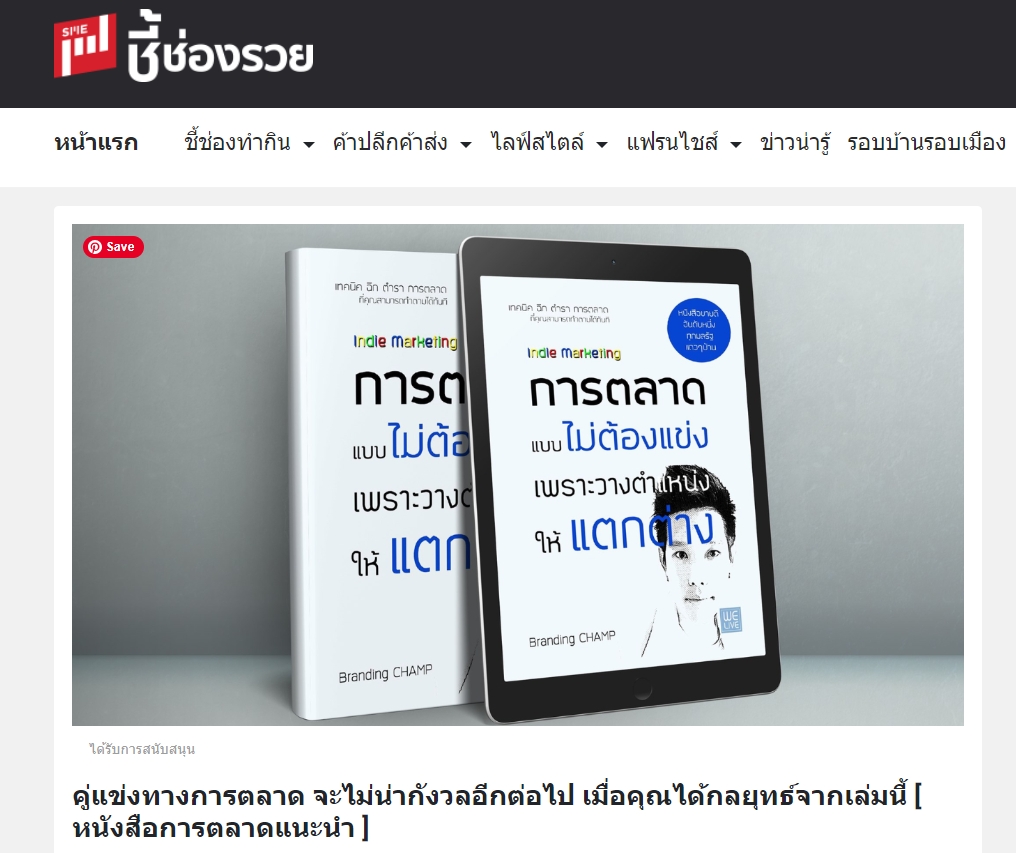 SME
ชี้ช่องรวย
หน้าแรก ชี้ช่องทำกิน ค้าปลีกค้าส่ง ไลฟ์สไตล์ แฟรนไชส์ ข่าวน่ารู้ รอบบ้านรอบเมือง
Save
เทคนิค ฉีก ตำรา การตลาด
ที่คุณสามารถทำตามได้ทันที
Indie Marketing
การต
แบบ ไม่ต้อ
เพราะวางต
ให้ แตก
Branding CHAMP
เทคนิค ฉีก ตำรา การตลาด
ที่คุณสามารถทำตามได้ทันที
หนังสือขายดี
อันดับหนึ่ง
Indie Marketing
การตลาด
แบบ ไม่ต้องแข่ง
เพราะวางตำแหน่ง
ให้ แตกต่าง
WE
LIVE
Branding CHAMP
ได้รับการสนับสนุน
คู่แข่งทางการตลาด จะไม่น่ากังวลอีกต่อไป เมื่อคุณได้กลยุทธ์จากเล่มนี้ [
หนังสือการตลาดแนะนำ ]